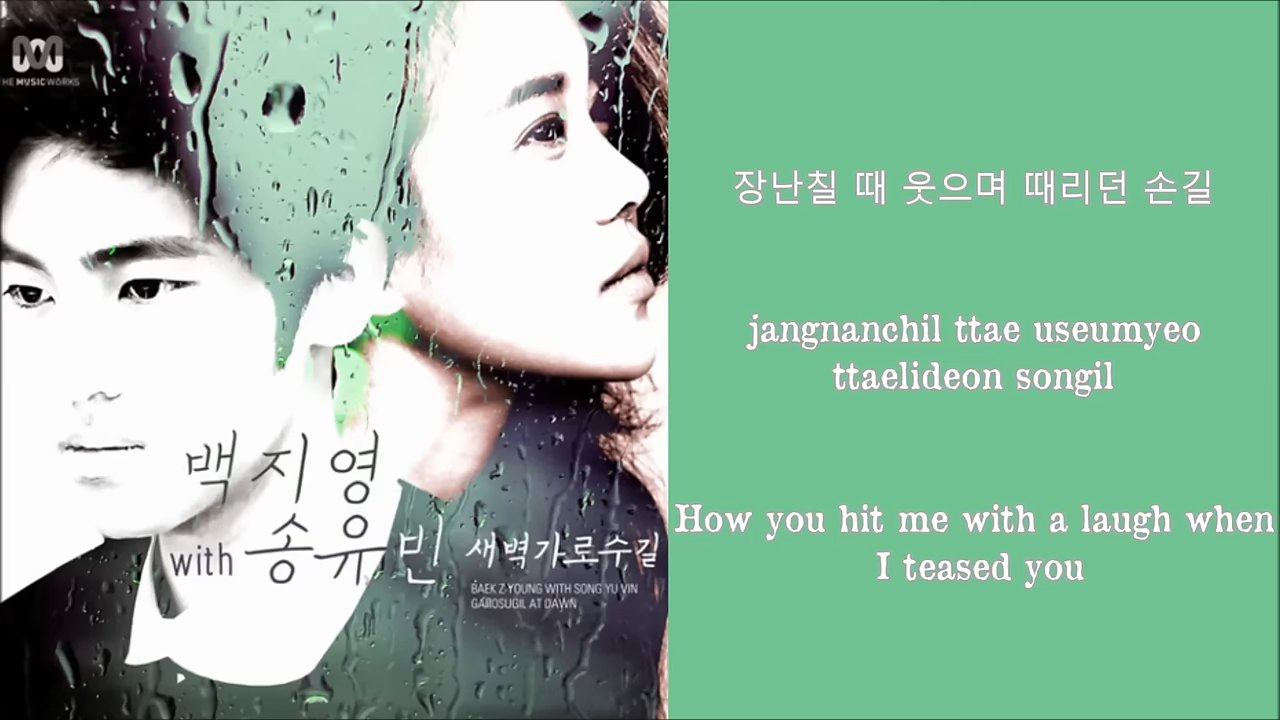 THE MUSIC WORKS
백지영
with 송유빈
새벽가로수길
BAEK Z YOUNG WITH SONG YU VIN
GAROSUGIL AT DAWN
장난칠 때 웃으며 때리던 손길
jangnanchil ttae useumyeo
ttaelideon songil
How you hit me with a laugh when
I teased you